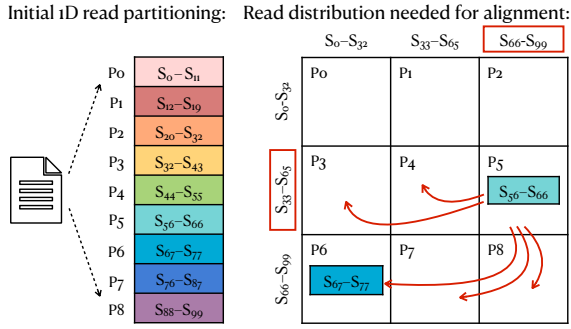 Initial 1D read partitioning:
Read distribution needed for alignment:
P0 S0–S11
P1 S12–S19
P2 S20–S32
P3 S32–S43
P4 S44–S55
P5 S56–S66
P6 S67–S77
P7 S76–S87
P8 S88–S99
S0–S32 S33–S65 S66-S99
S0-S32
P0 P1 P2
S33–S65
P3 P4 P5
S56–S66
S66–S99
P6 P7 P8
S67–S77